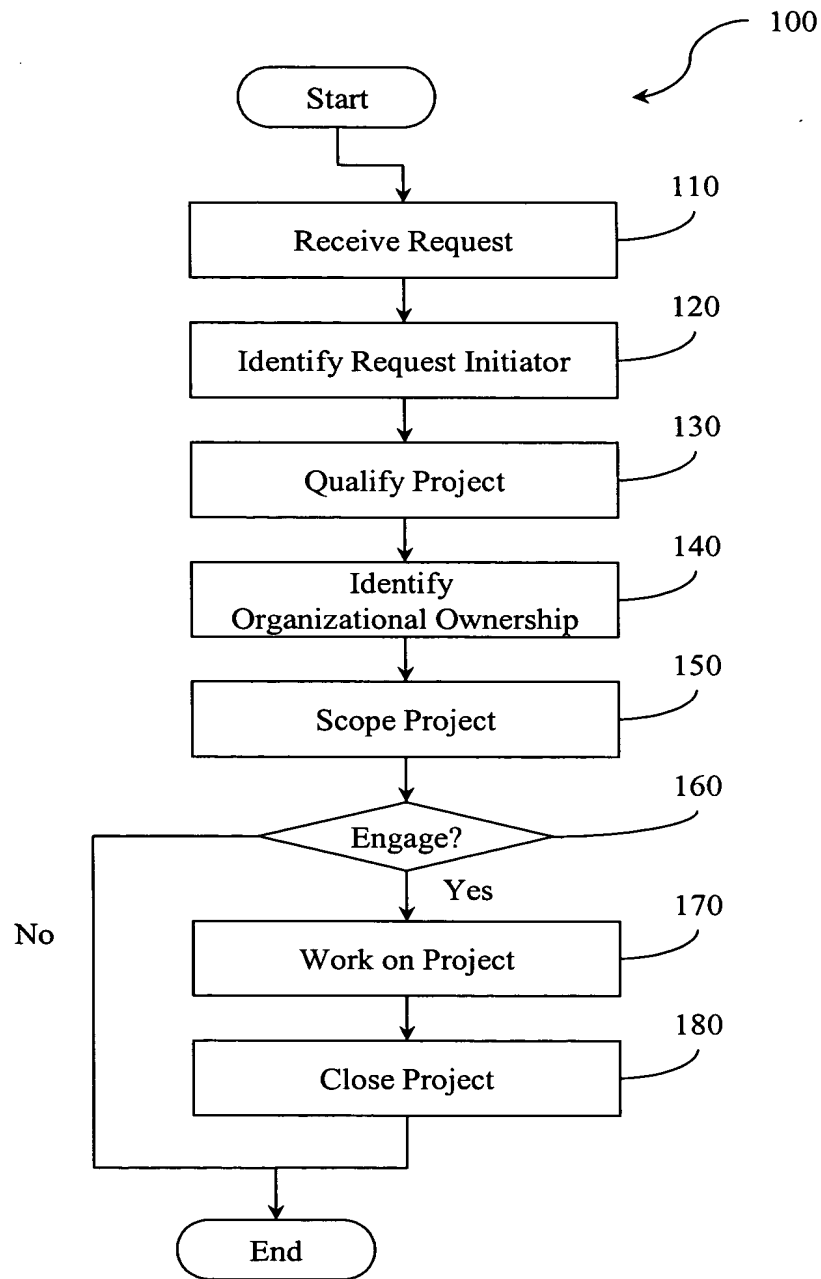 100
Start
110
Receive Request
120
Identify Request Initiator
130
Qualify Project
140
Identify
Organizational Ownership
150
Scope Project
160
Engage?
Yes
No
170
Work on Project
180
Close Project
End